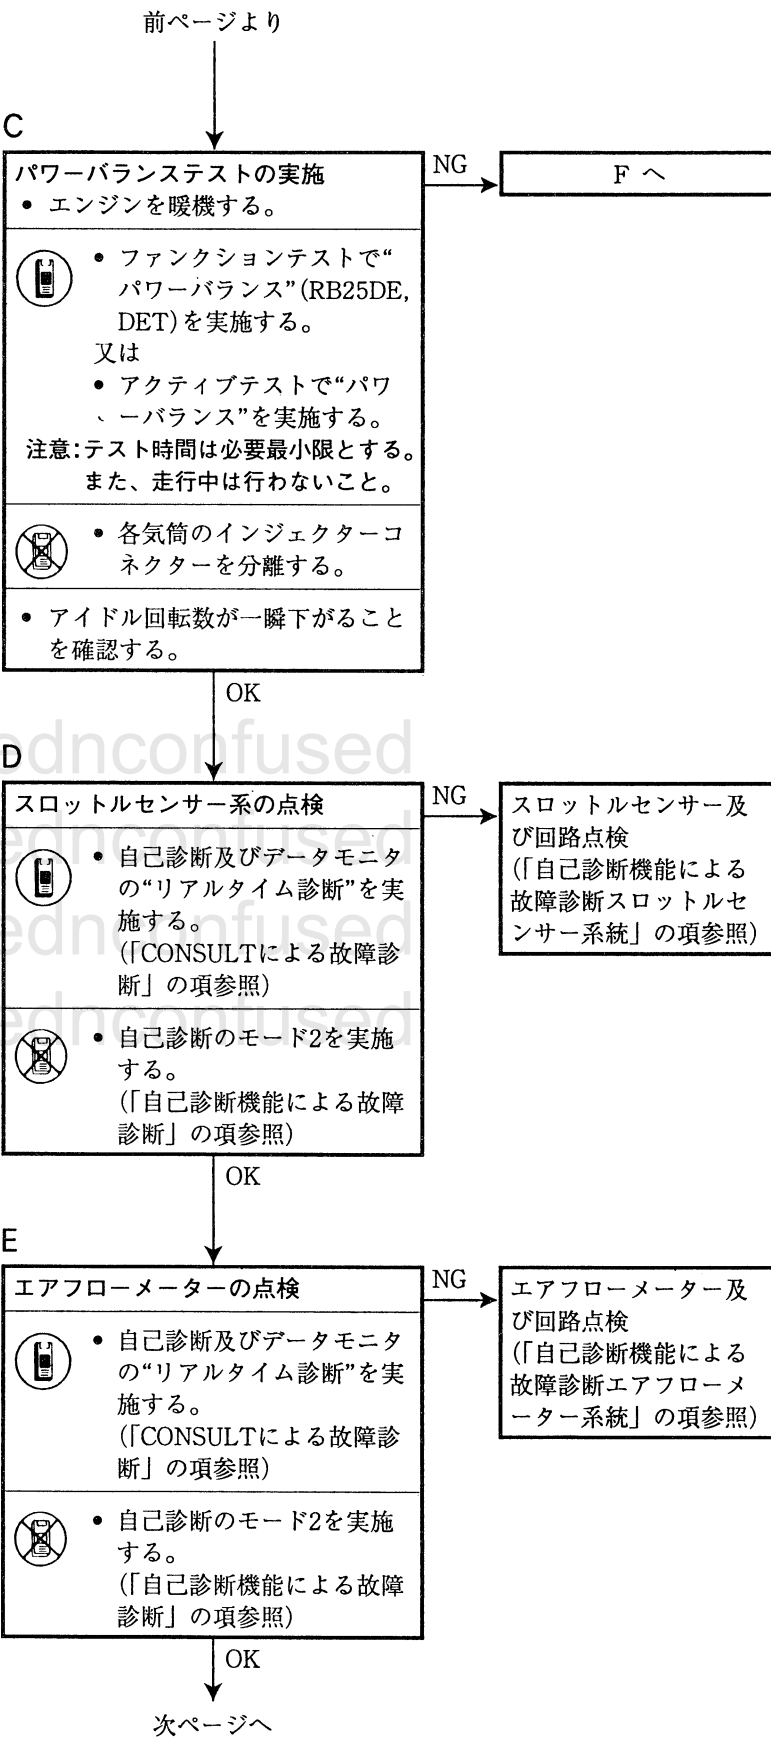 前ページより
C
パワーバランステストの実施
• エンジンを暖機する。
NG
F へ
• ファンクションテストで“
パワーバランス”(RB25DE,
DET)を実施する。
又は
• アクティブテストで“パワ
ーバランス”を実施する。
注意:テスト時間は必要最小限とする。
また、走行中は行わないこと。
• 各気筒のインジェクターコ
ネクターを分離する。
• アイドル回転数が一瞬下がること
を確認する。
OK
ednconfused
D
スロットルセンサー系の点検
NG
スロットルセンサー及
び回路点検
(「自己診断機能による
故障診断スロットルセ
ンサー系統」の項参照)
ednconfused
• 自己診断及びデータモニタ
の“リアルタイム診断”を実
施する。
(「CONSULTによる故障診
断」の項参照)
ednconfused
ednconfused
• 自己診断のモード2を実施
する。
(「自己診断機能による故障
診断」の項参照)
OK
E
エアフローメーターの点検
NG
エアフローメーター及
び回路点検
(「自己診断機能による
故障診断エアフローメ
ーター系統」の項参照)
• 自己診断及びデータモニタ
の“リアルタイム診断”を実
施する。
(「CONSULTによる故障診
断」の項参照)
• 自己診断のモード2を実施
する。
(「自己診断機能による故障
診断」の項参照)
OK
次ページへ